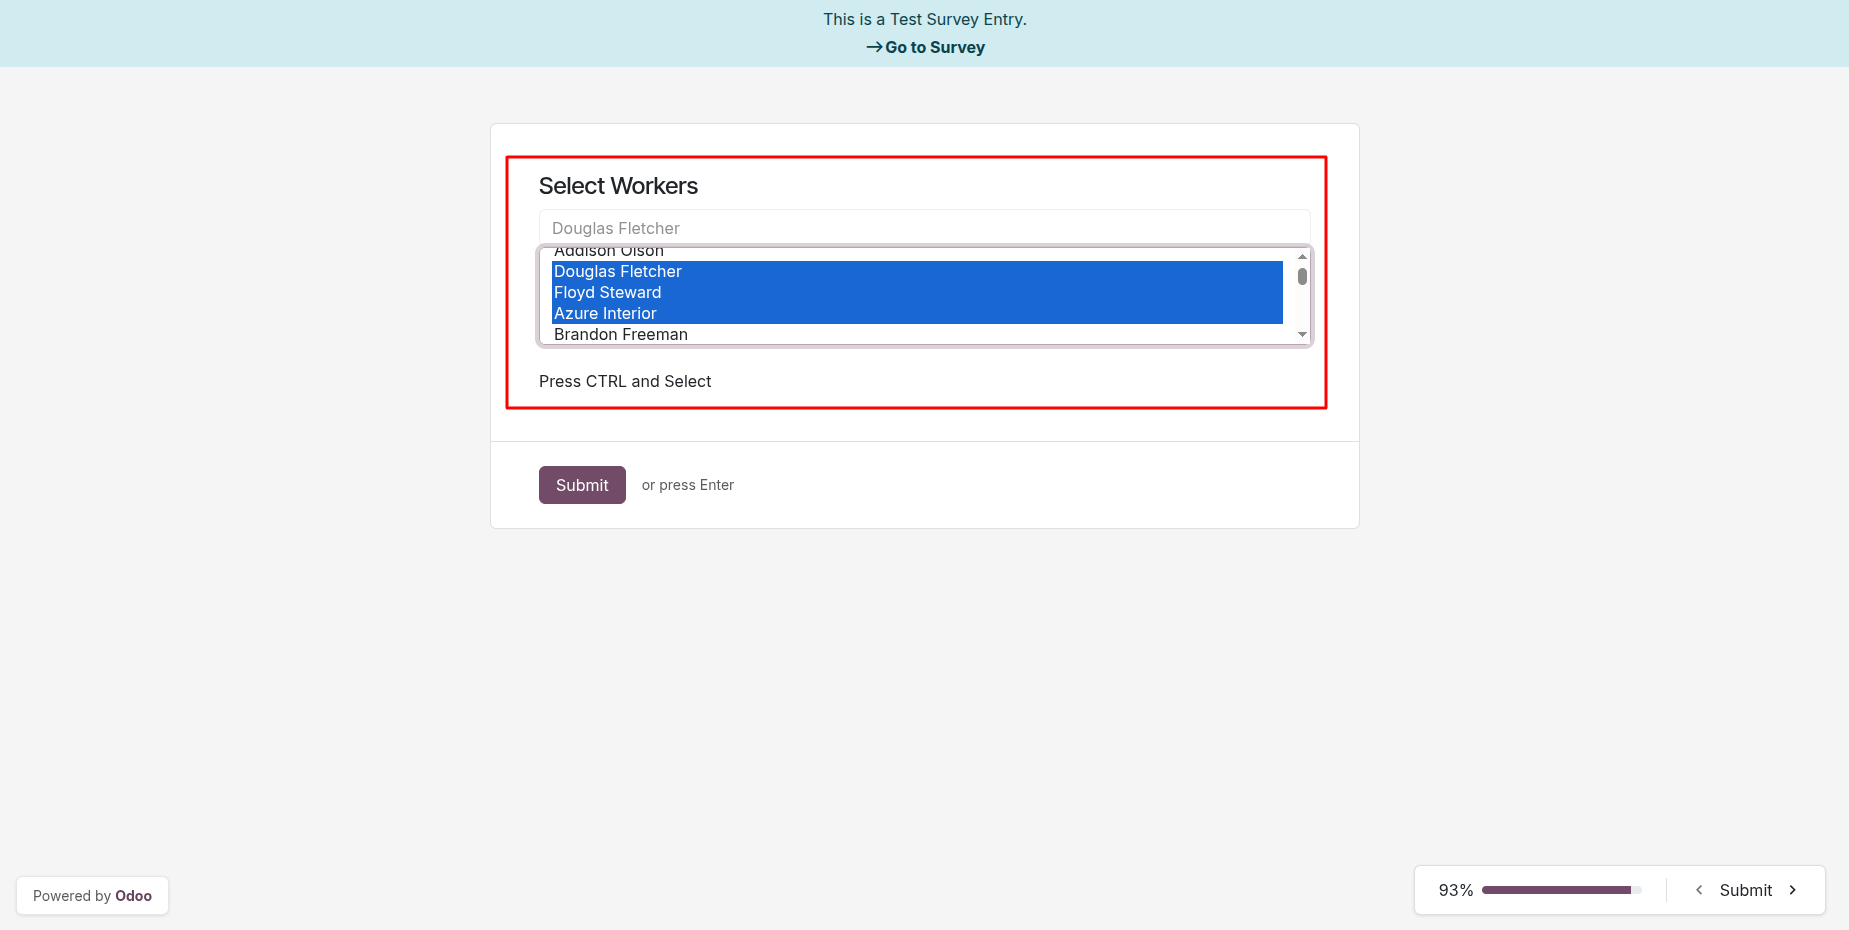 This is a Test Survey Entry.
→Go to Survey
Select Workers
Douglas Fletcher
Addison Olson
Douglas Fletcher
Floyd Steward
Azure Interior
Brandon Freeman
Press CTRL and Select
Submit or press Enter
Powered by Odoo
93% Submit